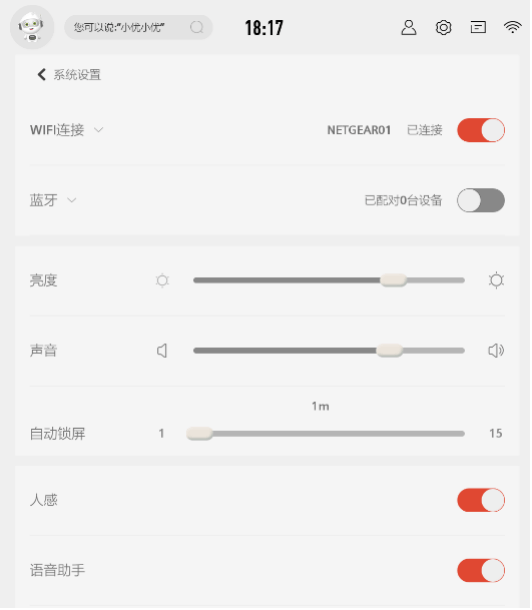 您可以说:"小优小优"
18:17
系统设置
WIFI连接 NETGEAR01 已连接
蓝牙 已配对0台设备
亮度
声音
1m
自动锁屏 1 15
人感
语音助手